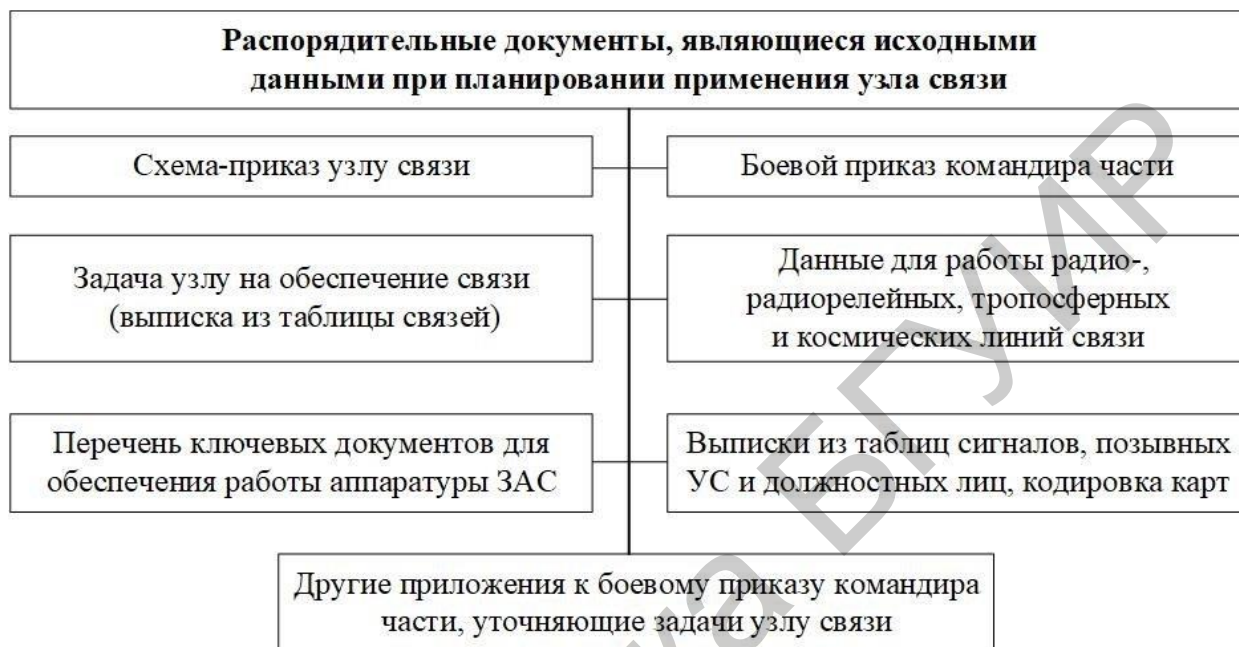 Распорядительные документы, являющиеся исходными
данными при планировании применения узла связи
Схема-приказ узлу связи
Боевой приказ командира части
Задача узлу на обеспечение связи
(выписка из таблицы связей)
Данные для работы радио-,
радиорелейных, тропосферных
и космических линий связи
Перечень ключевых документов для
обеспечения работы аппаратуры ЗАС
Выписки из таблиц сигналов, позывных
УС и должностных лиц, кодировка карт
Другие приложения к боевому приказу командира
части, уточняющие задачи узлу связи
БГУИР